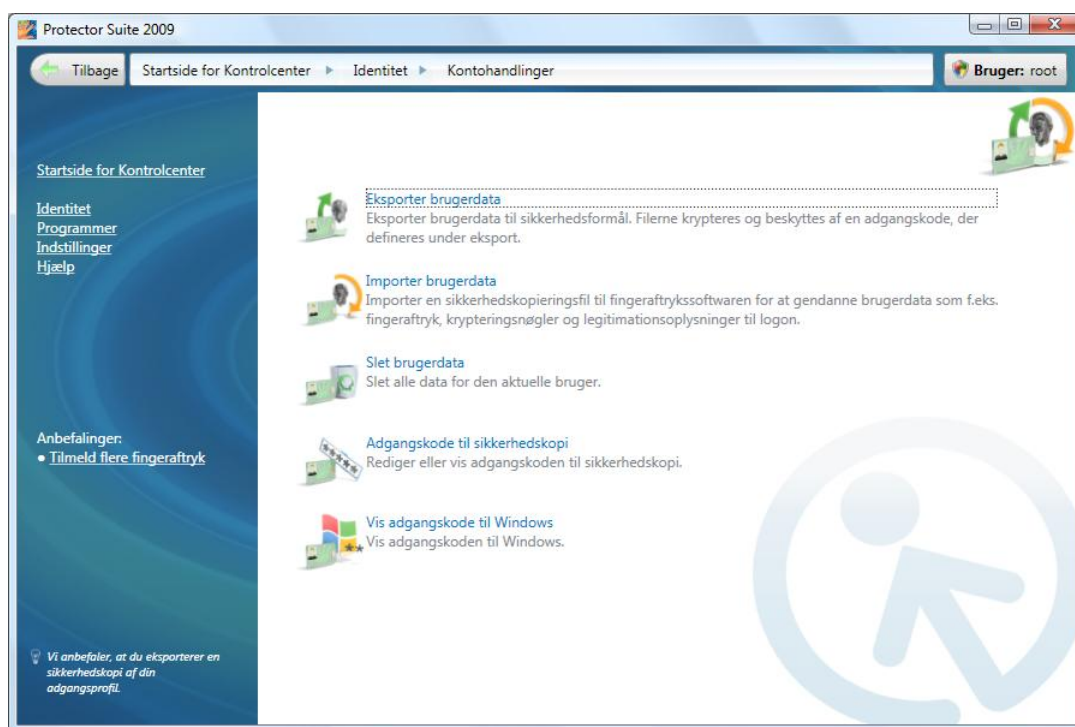 Protector Suite 2009
Tilbage
Startside for Kontrolcenter
Identitet
Kontohandlinger
Bruger: root
Startside for Kontrolcenter
Identitet
Programmer
Indstillinger
Hjælp
Anbefalinger:
• Tilmeld flere fingeraftryk
Vi anbefaler, at du eksporterer en
sikkerhedskopi af din
adgangsprofil.
Eksporter brugerdata
Eksporter brugerdata til sikkerhedsformål. Filerne krypteres og beskyttes af en adgangskode, der
defineres under eksport.
Importer brugerdata
Importer en sikkerhedskopieringsfil til fingeraftrykssoftwaren for at gendanne brugerdata som f.eks.
fingeraftryk, krypteringsnøgler og legitimationsoplysninger til logon.
Slet brugerdata
Slet alle data for den aktuelle bruger.
Adgangskode til sikkerhedskopi
Rediger eller vis adgangskoden til sikkerhedskopi.
Vis adgangskode til Windows
Vis adgangskoden til Windows.